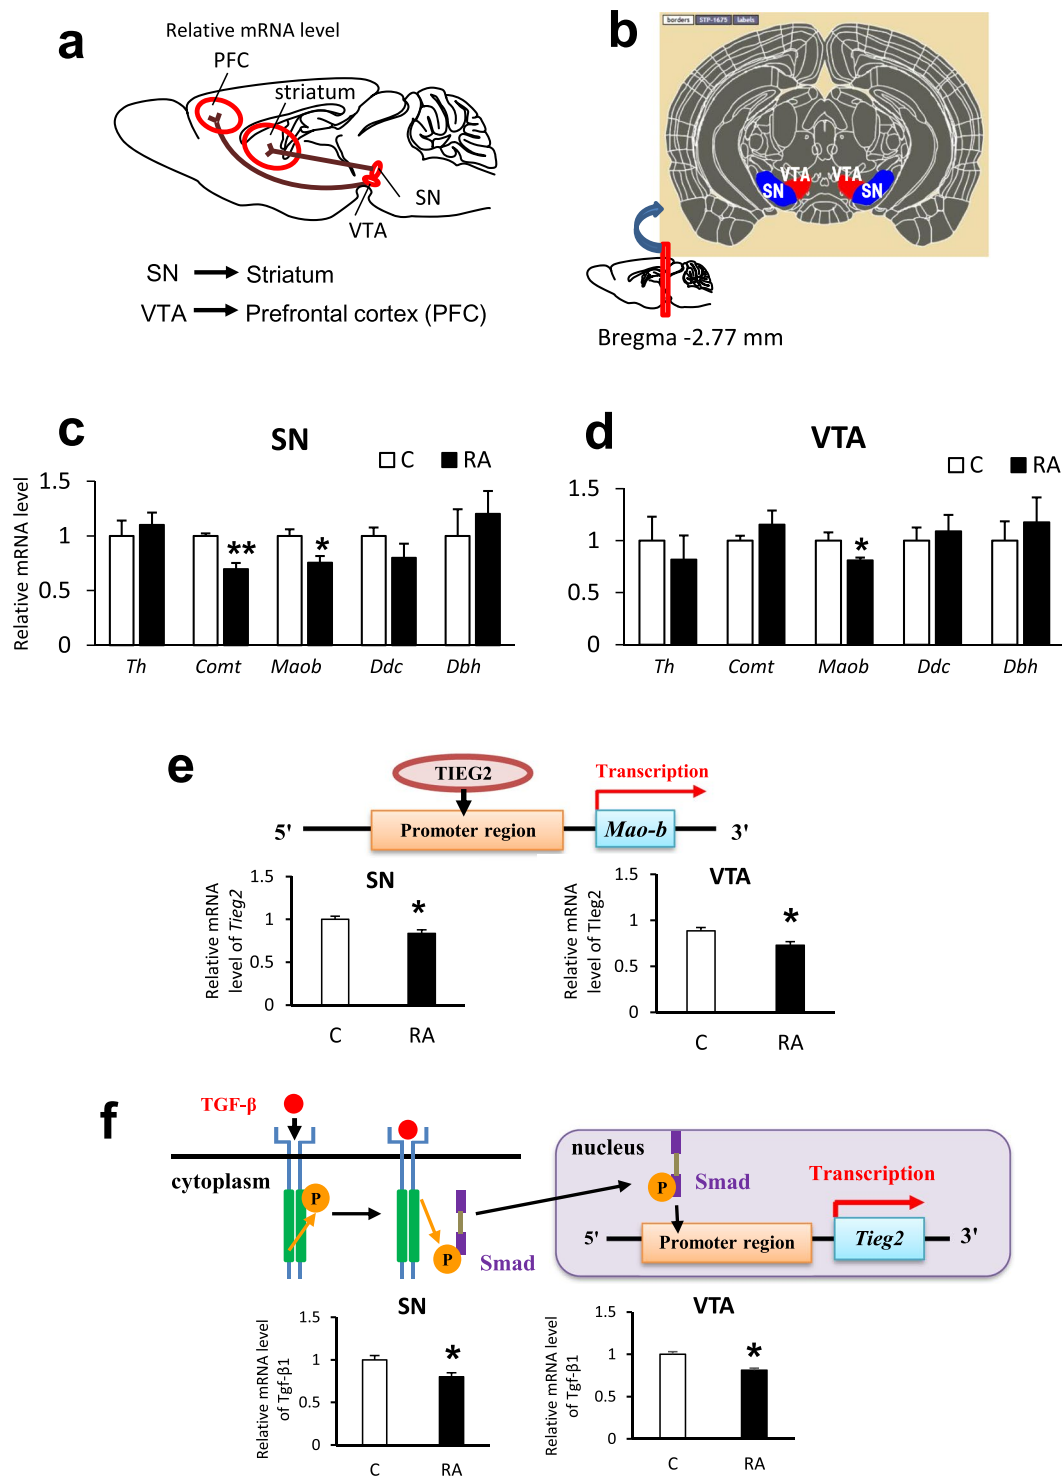 a
Relative mRNA level
PFC
striatum
SN
VTA
SN
Striatum
VTA
Prefrontal cortex (PFC)
b
borders
STP-1675
labels
VTA
VTA
SN
SN
Bregma -2.77 mm
c
SN
C
RA
Relative mRNA level
1.5
1
0.5
0
Th
Comt
Maob
Ddc
Dbh
**
*
d
VTA
C
RA
1.5
1
0.5
0
Th
Comt
Maob
Ddc
Dbh
*
e
TIEG2
Transcription
5'
Promoter region
Mao-b
3'
SN
Relative mRNA
level of Tieg2
1.5
1
0.5
0
*
C
RA
VTA
Relative mRNA
level of TIeg2
1.5
1
0.5
0
*
C
RA
f
TGF-β
cytoplasm
P
P
Smad
nucleus
P
Smad
Transcription
5'
Promoter region
Tieg2
3'
SN
Relative mRNA level
of Tgf-β1
1.5
1
0.5
0
*
C
RA
VTA
Relative mRNA level
of Tgf-β1
1.5
1
0.5
0
*
C
RA